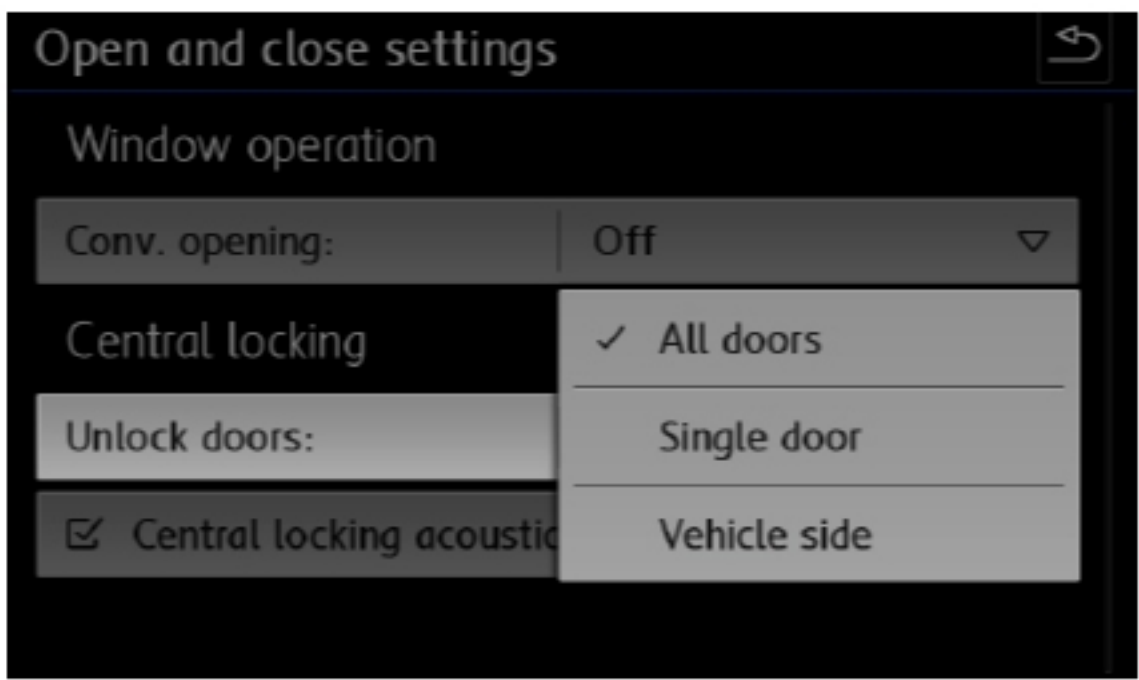 Open and close settings
Window operation
Conv. opening: Off
Central locking
All doors
Unlock doors:
Single door
Central locking acoustic
Vehicle side